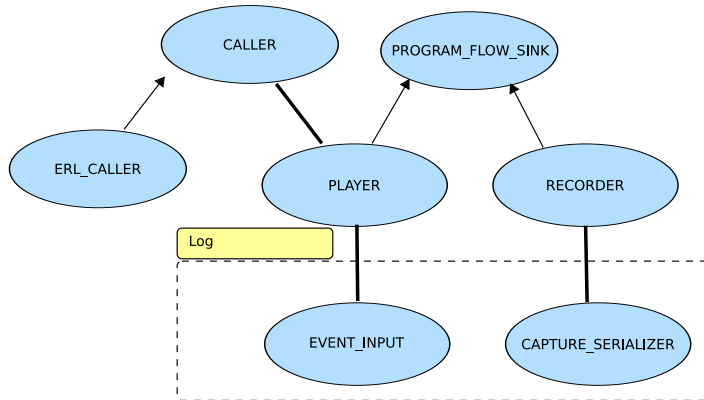 CALLER
PROGRAM_FLOW_SINK
ERL_CALLER
PLAYER
RECORDER
Log
EVENT_INPUT
CAPTURE_SERIALIZER